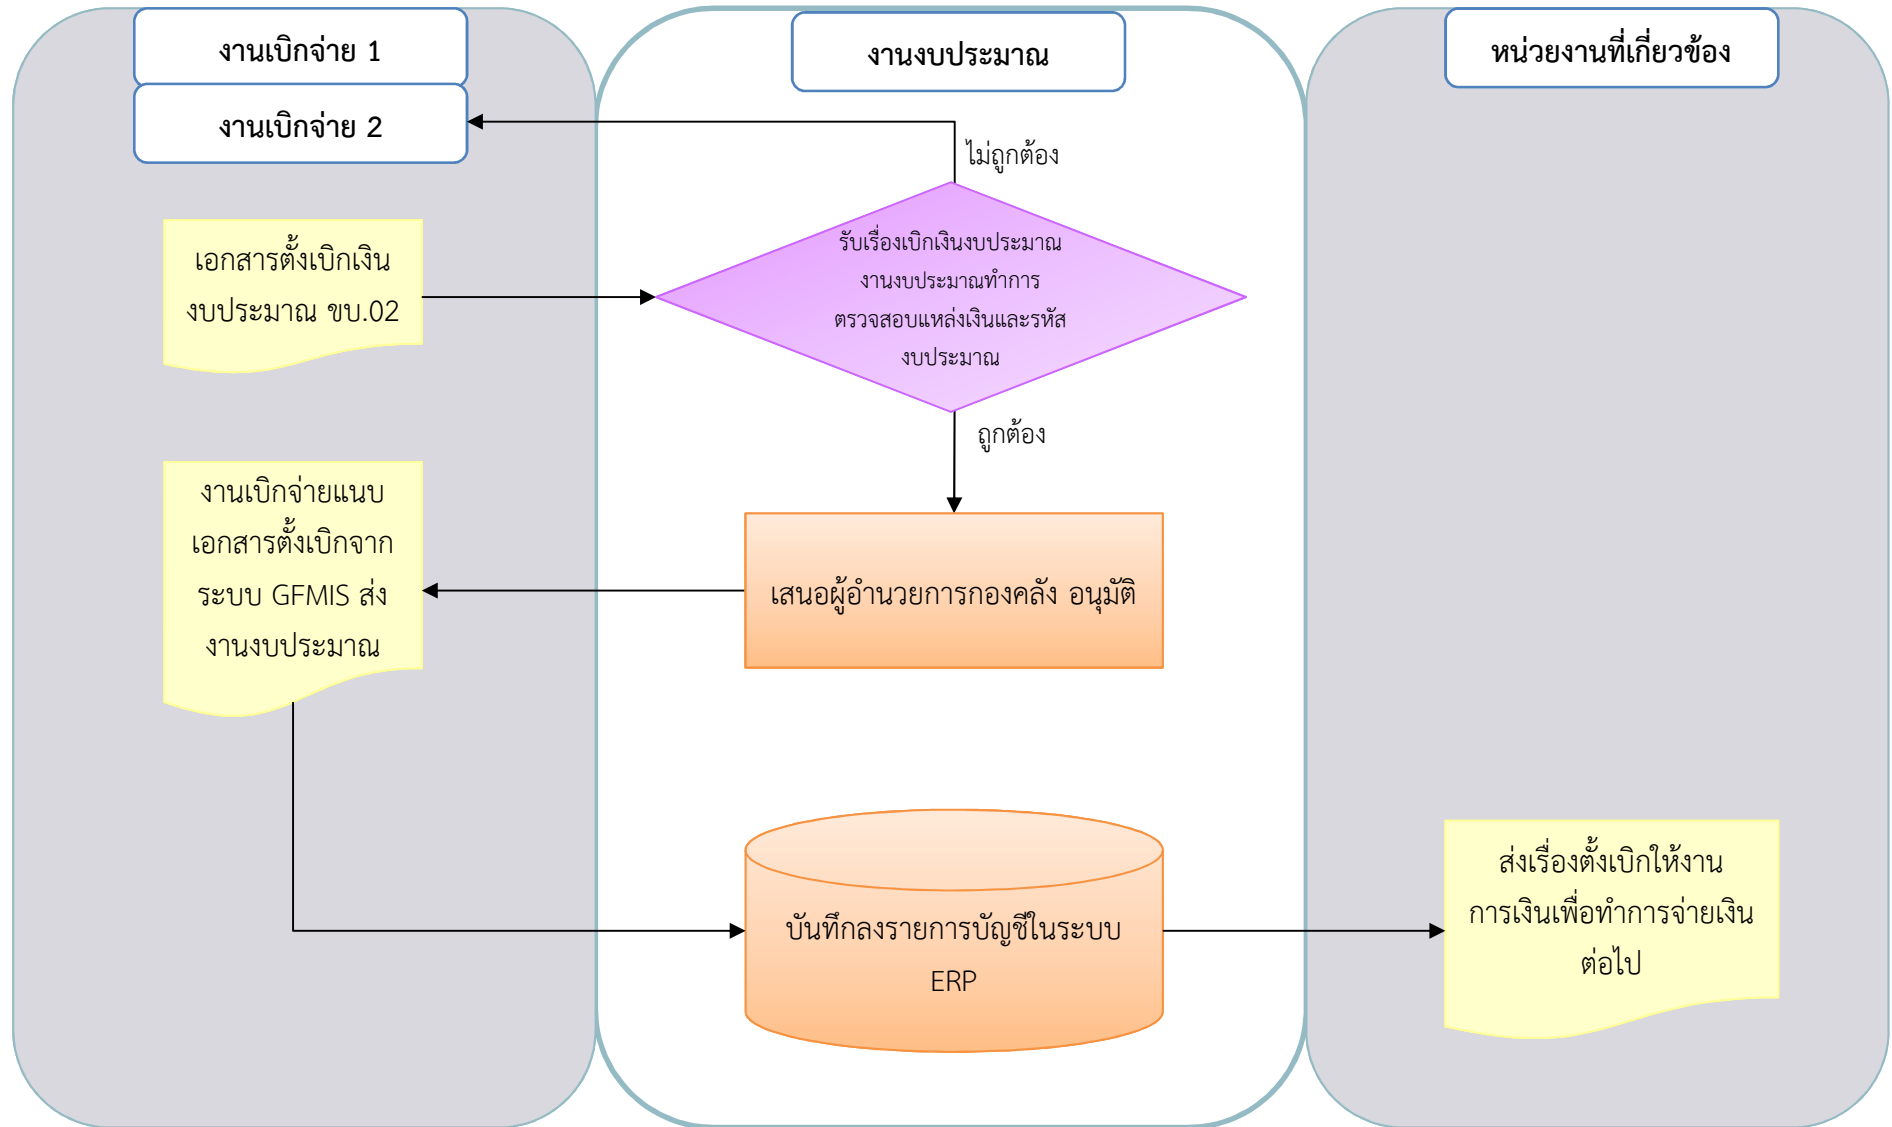 งานเบิกจ่าย 1
งานเบิกจ่าย 2
งานงบประมาณ
หน่วยงานที่เกี่ยวข้อง
ไม่ถูกต้อง
เอกสารตั้งเบิกเงิน
งบประมาณ ขบ.02
รับเรื่องเบิกเงินงบประมาณ
งานงบประมาณทำการ
ตรวจสอบแหล่งเงินและรหัส
งบประมาณ
ถูกต้อง
เสนอผู้อำนวยการกองคลัง อนุมัติ
งานเบิกจ่ายแนบ
เอกสารตั้งเบิกจาก
ระบบ GFMIS ส่ง
งานงบประมาณ
บันทึกลงรายการบัญชีในระบบ
ERP
ส่งเรื่องตั้งเบิกให้งาน
การเงินเพื่อทำการจ่ายเงิน
ต่อไป